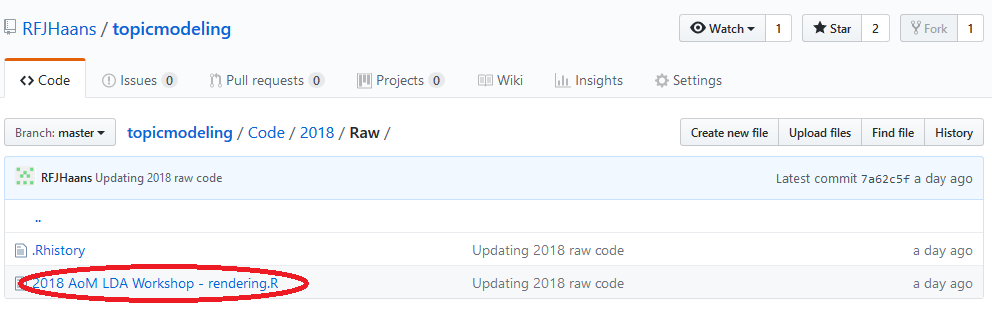 RFJHaans / topicmodeling Watch 1 Star 2 Fork 1
Code Issues 0 Pull requests 0 Projects 0 Wiki Insights Settings
Branch: master topicmodeling / Code / 2018 / Raw / Create new file Upload files Find file History
RFJHaans Updating 2018 raw code Latest commit 7a62c5f a day ago
..
.Rhistory Updating 2018 raw code a day ago
2018 AoM LDA Workshop - rendering.R Updating 2018 raw code a day ago